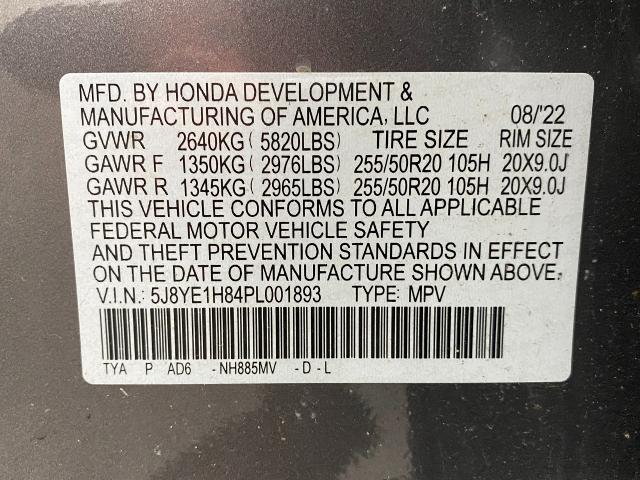 MFD. BY HONDA DEVELOPMENT &
MANUFACTURING OF AMERICA, LLC 08/'22
GVWR 2640KG ( 5820LBS) TIRE SIZE RIM SIZE
GAWR F 1350KG ( 2976LBS) 255/50R20 105H 20X9.0J
GAWR R 1345KG ( 2965LBS) 255/50R20 105H 20X9.0J
THIS VEHICLE CONFORMS TO ALL APPLICABLE
FEDERAL MOTOR VEHICLE SAFETY
AND THEFT PREVENTION STANDARDS IN EFFECT
ON THE DATE OF MANUFACTURE SHOWN ABOVE.
V.I.N.: 5J8YE1H84PL001893 TYPE: MPV
TYA P AD6 -NH885MV -D-L